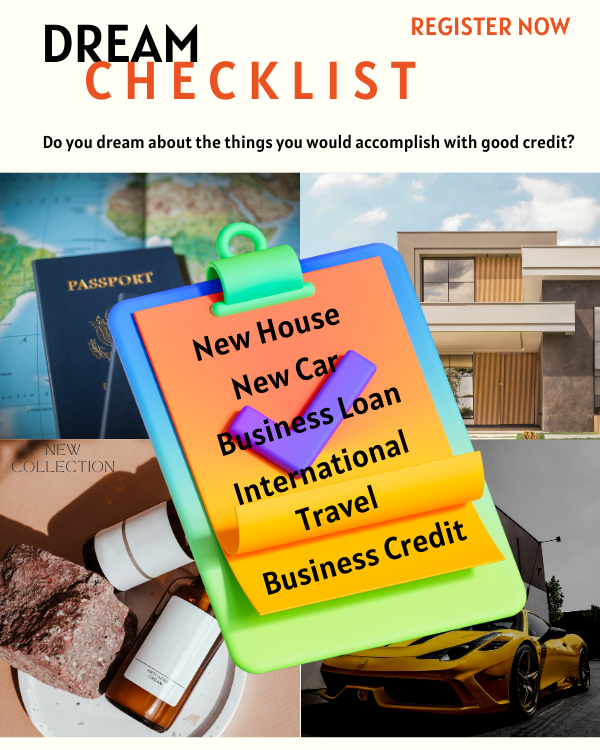 DREAM
REGISTER NOW
CHECKLIST
Do you dream about the things you would accomplish with good credit?
PASSPORT
New House
New Car
Business Loan
International
Travel
Business Credit
NEW
COLLECTION